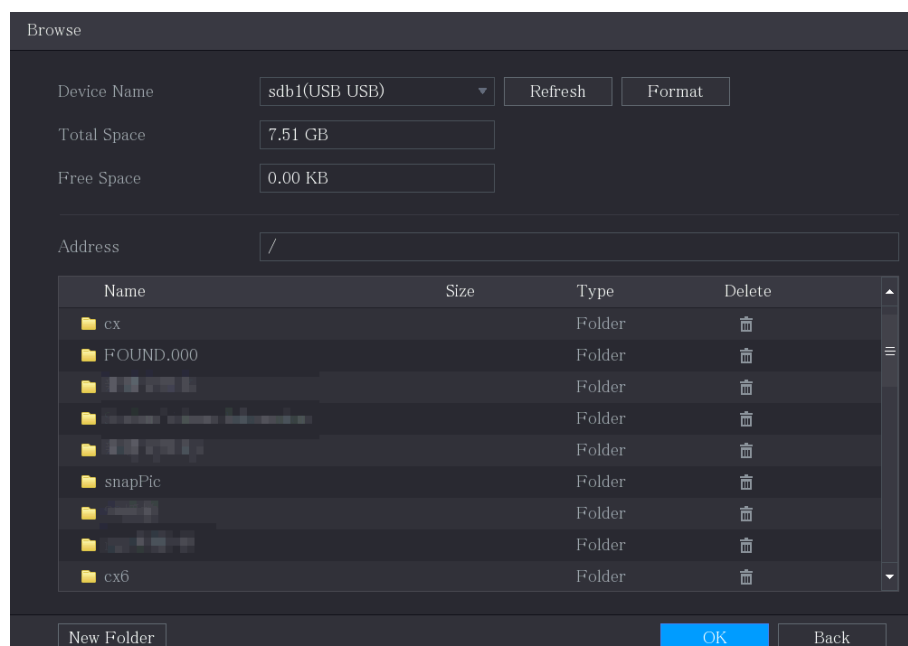 Browse
Device Name sdb1(USB USB) Refresh Format
Total Space 7.51 GB
Free Space 0.00 KB
Address /
Name Size Type Delete
cx Folder
FOUND.000 Folder
Folder
Folder
Folder
snapPic Folder
Folder
Folder
cx6 Folder
New Folder OK Back